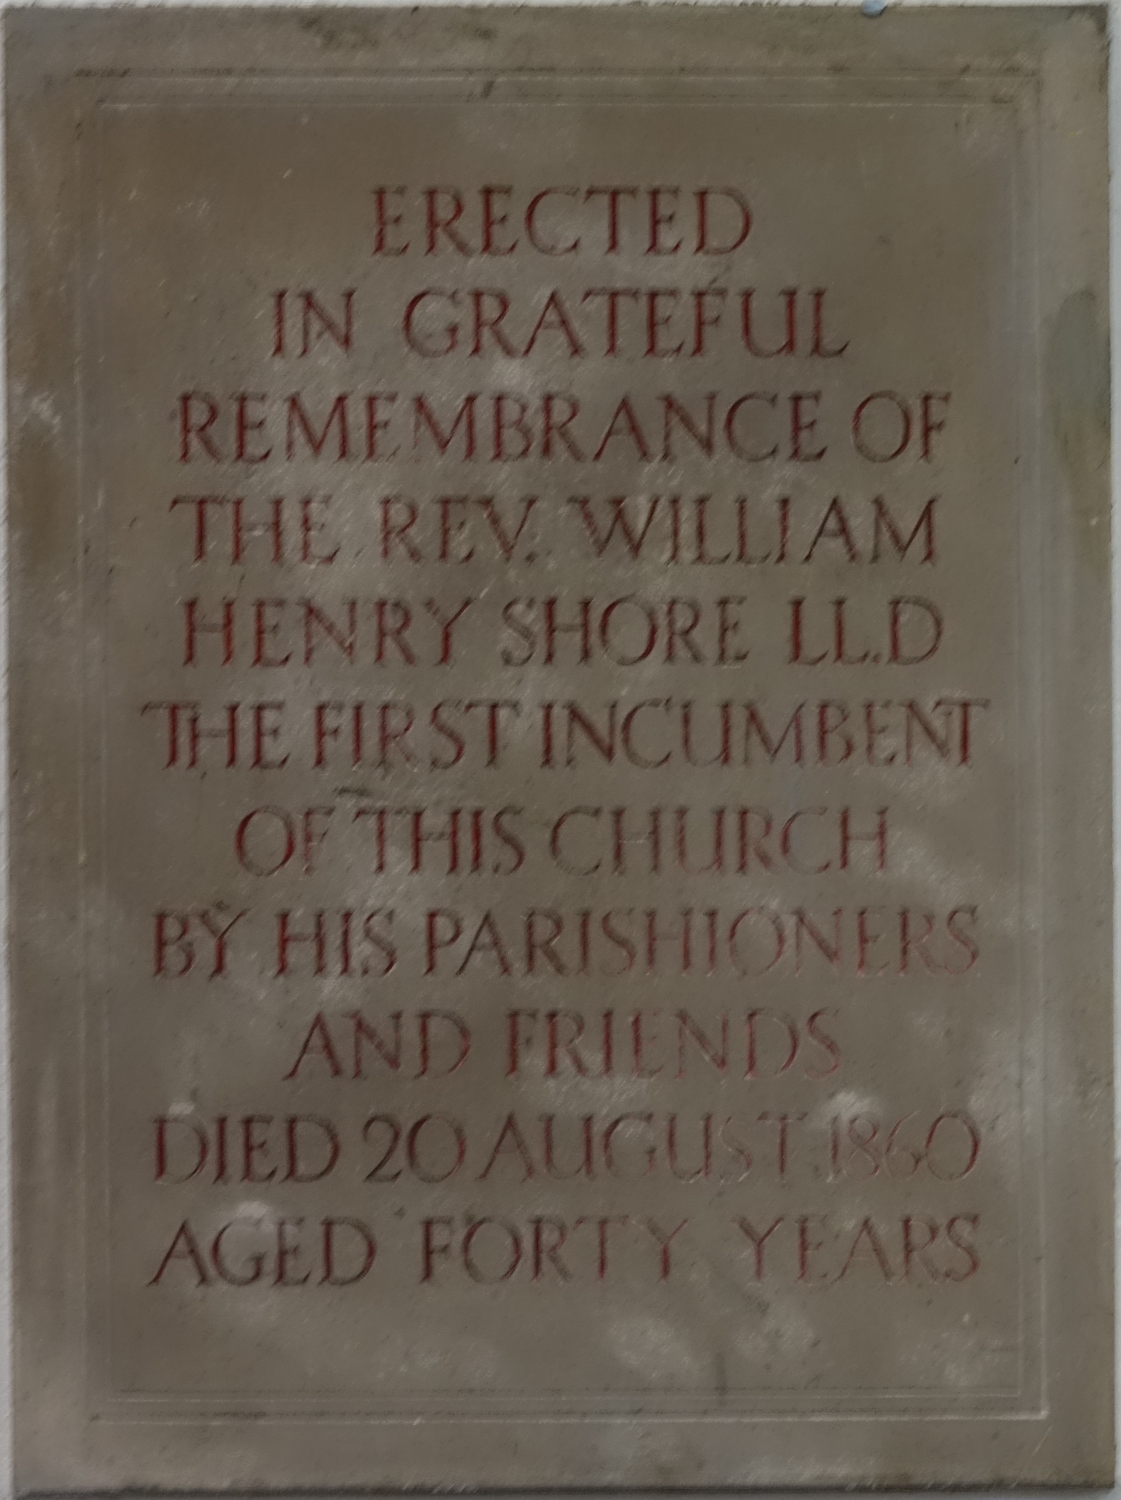 ERECTED
IN GRATEFUL
REMEMBRANCE OF
THE REV. WILLIAM
HENRY SHORE LL.D
THE FIRST INCUMBENT
OF THIS CHURCH
BY HIS PARISHIONERS
AND FRIENDS
DIED 20 AUGUST 1860
AGED FORTY YEARS